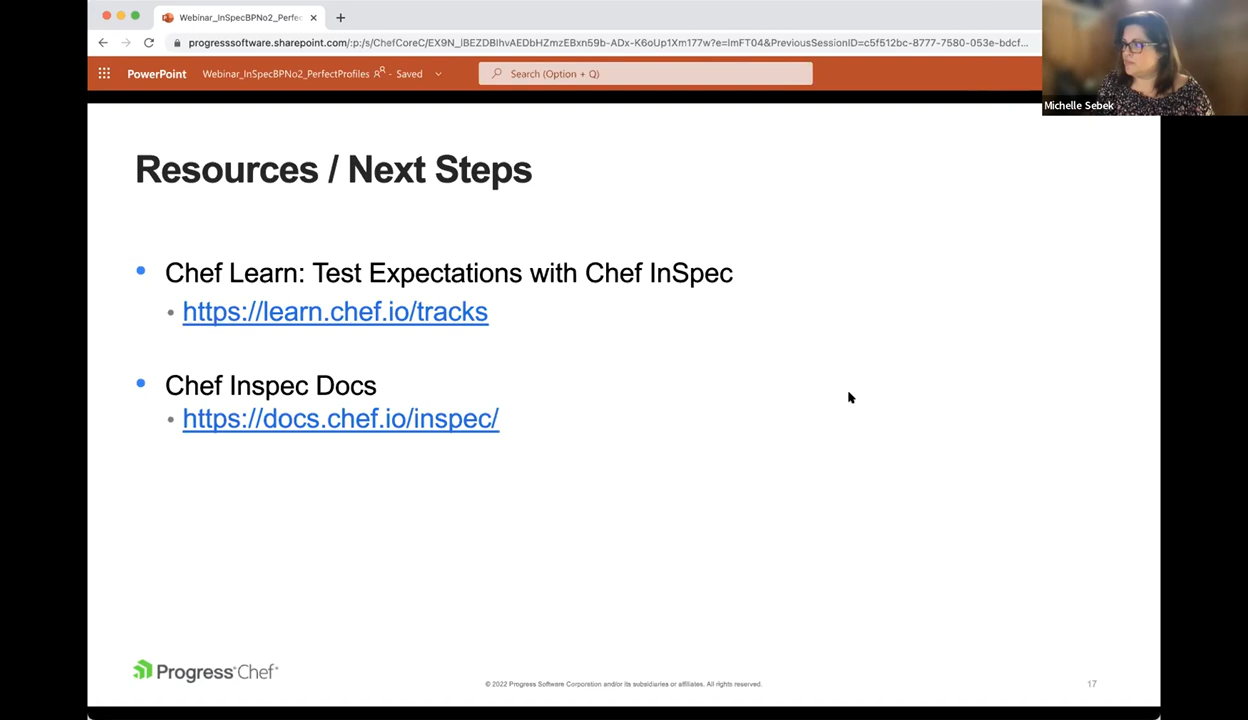 Webinar_InSpecBPNo2_Perfec
progresssoftware.sharepoint.com/:p:/s/ChefCoreC/EX9N_lBEZDBIhvAEDbHZmzEBxn59b-ADx-K6oUp1Xm177w?e=lmFT04&PreviousSessionID=c5f512bc-8777-7580-053e-bdcf...
PowerPoint
Webinar_InSpecBPNo2_PerfectProfiles - Saved
Search (Option + Q)
Michelle Sebek
Resources / Next Steps
• Chef Learn: Test Expectations with Chef InSpec
• https://learn.chef.io/tracks
• Chef Inspec Docs
• https://docs.chef.io/inspec/
Progress® Chef™
© 2022 Progress Software Corporation and/or its subsidiaries or affiliates. All rights reserved.
17